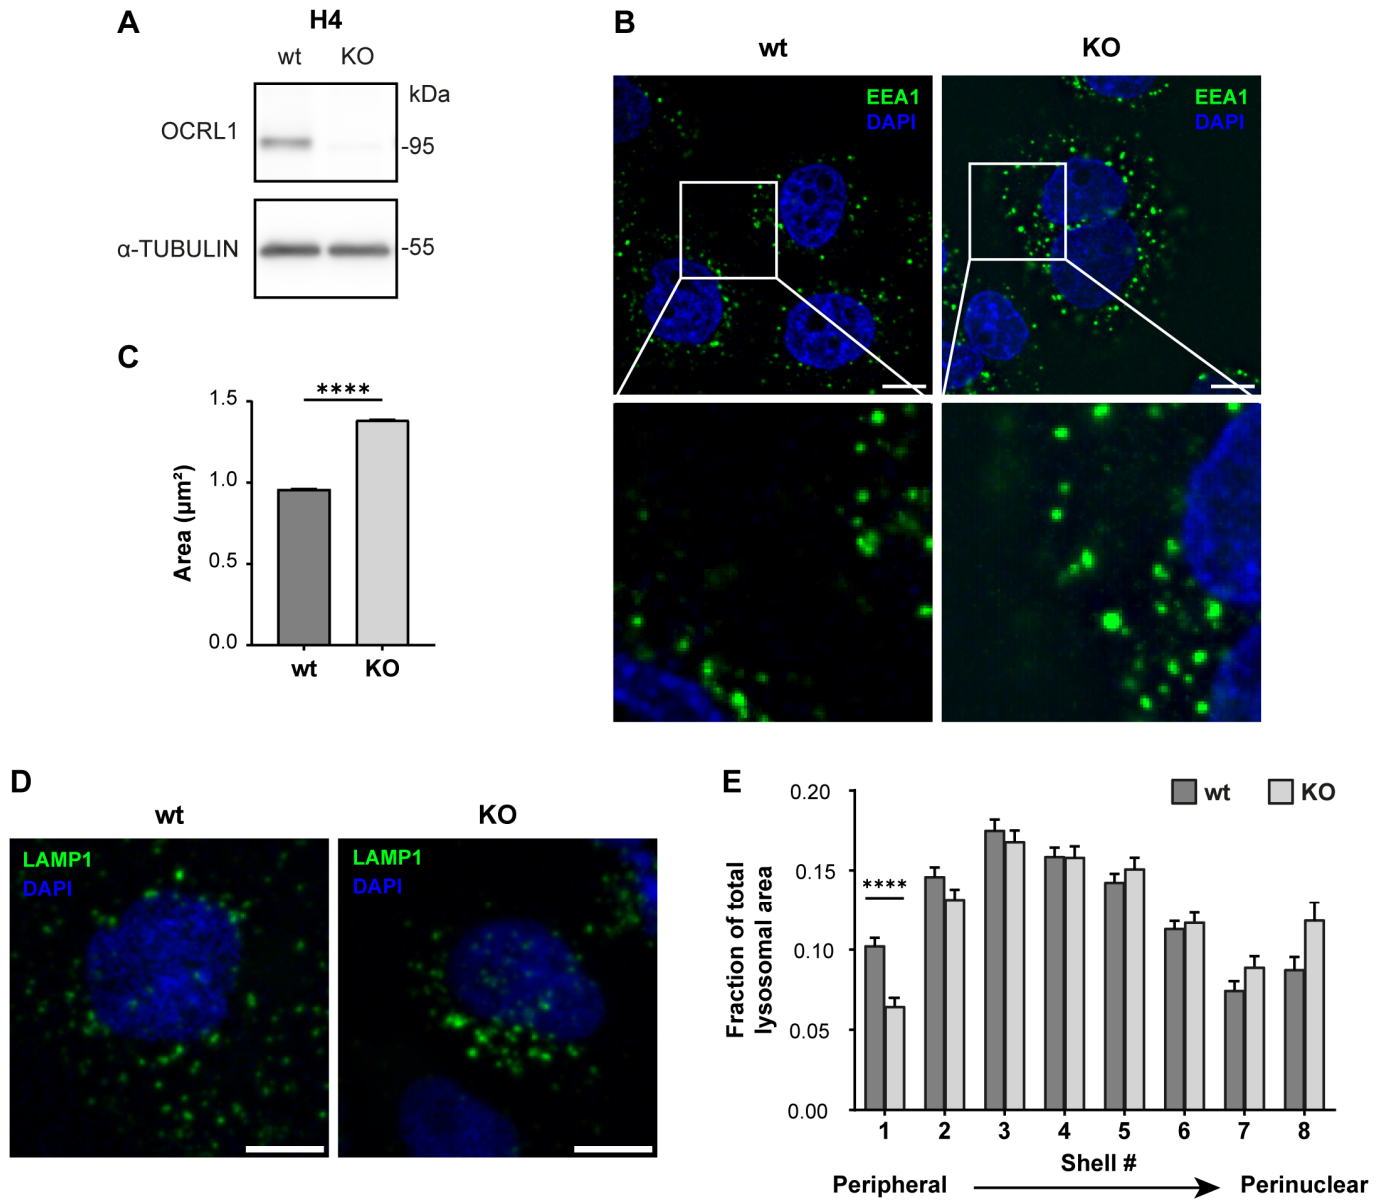 A
H4
wt KO
kDa
OCRL1
-95
α-TUBULIN
-55
B
wt KO
EEA1
DAPI
EEA1
DAPI
C
****
1.5
1.0
0.5
0.0
Area (µm²)
wt KO
D
wt KO
LAMP1
DAPI
LAMP1
DAPI
E
wt KO
0.20
0.15
0.10
0.05
0.00
Fraction of total
lysosomal area
****
1 2 3 4 5 6 7 8
Shell #
Peripheral Perinuclear